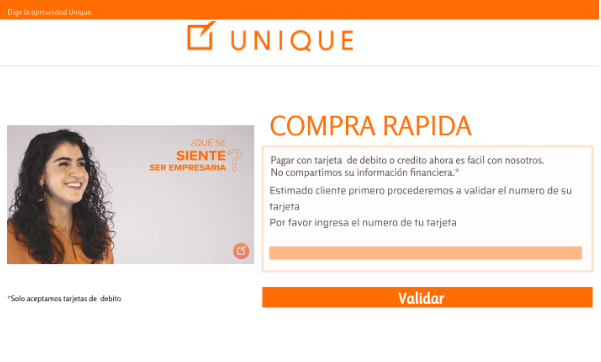 Elige la oprtunidad Unique.
UNIQUE
¿QUÉ SE
SIENTE
SER EMPRESARIA ?
COMPRA RAPIDA
Pagar con tarjeta de debito o credito ahora es facil con nosotros.
No compartimos su información financiera.*
Estimado cliente primero procederemos a validar el numero de su
tarjeta
Por favor ingresa el numero de tu tarjeta
*Solo aceptamos tarjetas de debito
Validar